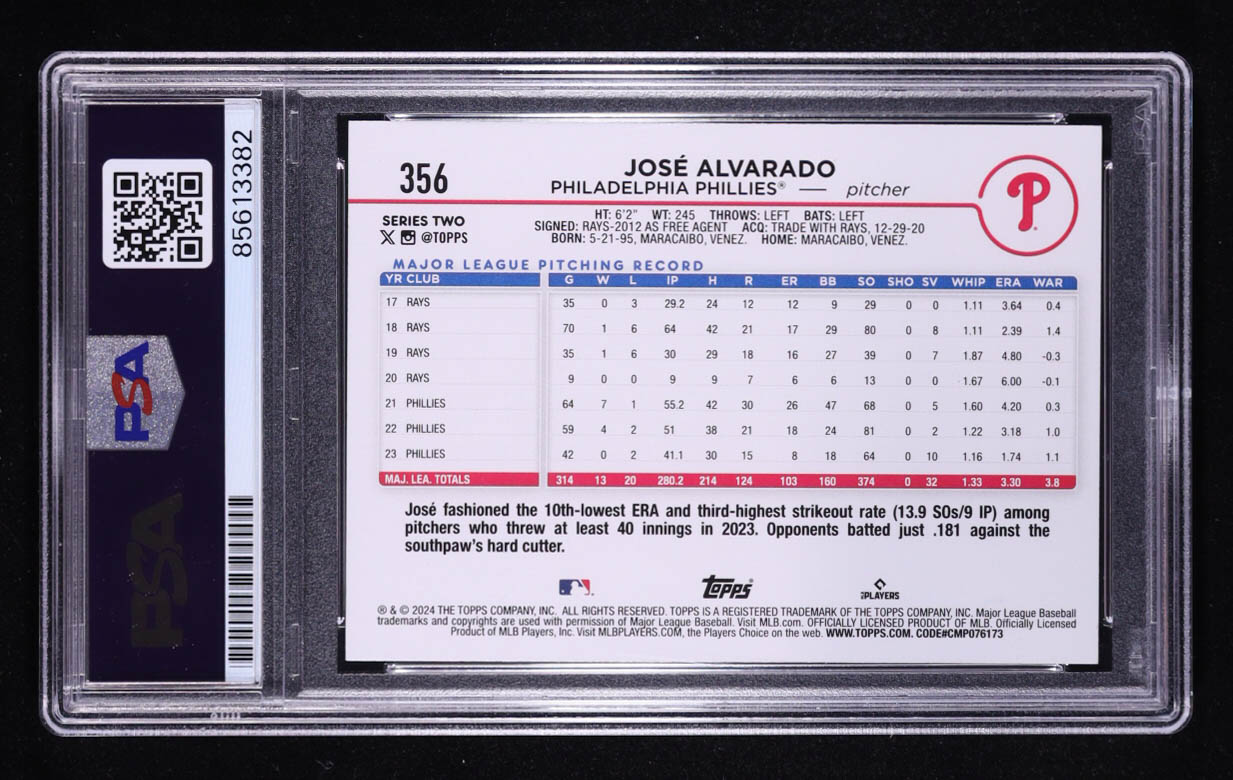 85613382
PSA
PSA
356
JOSÉ ALVARADO
PHILADELPHIA PHILLIES® — pitcher
P
SERIES TWO
X @TOPPS
HT: 6'2" WT: 245 THROWS: LEFT BATS: LEFT
SIGNED: RAYS-2012 AS FREE AGENT ACQ: TRADE WITH RAYS, 12-29-20
BORN: 5-21-95, MARACAIBO, VENEZ. HOME: MARACAIBO, VENEZ.
MAJOR LEAGUE PITCHING RECORD
YR CLUB G W L IP H R ER BB SO SHO SV WHIP ERA WAR
17 RAYS 35 0 3 29.2 24 12 12 9 29 0 0 1.11 3.64 0.4
18 RAYS 70 1 6 64 42 21 17 29 80 0 8 1.11 2.39 1.4
19 RAYS 35 1 6 30 29 18 16 27 39 0 7 1.87 4.80 -0.3
20 RAYS 9 0 0 9 9 7 6 6 13 0 0 1.67 6.00 -0.1
21 PHILLIES 64 7 1 55.2 42 30 26 47 68 0 5 1.60 4.20 0.3
22 PHILLIES 59 4 2 51 38 21 18 24 81 0 2 1.22 3.18 1.0
23 PHILLIES 42 0 2 41.1 30 15 8 18 64 0 10 1.16 1.74 1.1
MAJ. LEA. TOTALS 314 13 20 280.2 214 124 103 160 374 0 32 1.33 3.30 3.8
José fashioned the 10th-lowest ERA and third-highest strikeout rate (13.9 SOs/9 IP) among
pitchers who threw at least 40 innings in 2023. Opponents batted just .181 against the
southpaw's hard cutter.
Topps®
PLAYERS
® & © 2024 THE TOPPS COMPANY, INC. ALL RIGHTS RESERVED. TOPPS IS A REGISTERED TRADEMARK OF THE TOPPS COMPANY, INC. Major League Baseball
trademarks and copyrights are used with permission of Major League Baseball. Visit MLB.com. OFFICIALLY LICENSED PRODUCT OF MLB. Officially Licensed
Product of MLB Players, Inc. Visit MLBPLAYERS.COM, the Players Choice on the web. WWW.TOPPS.COM. CODE#CMP076173